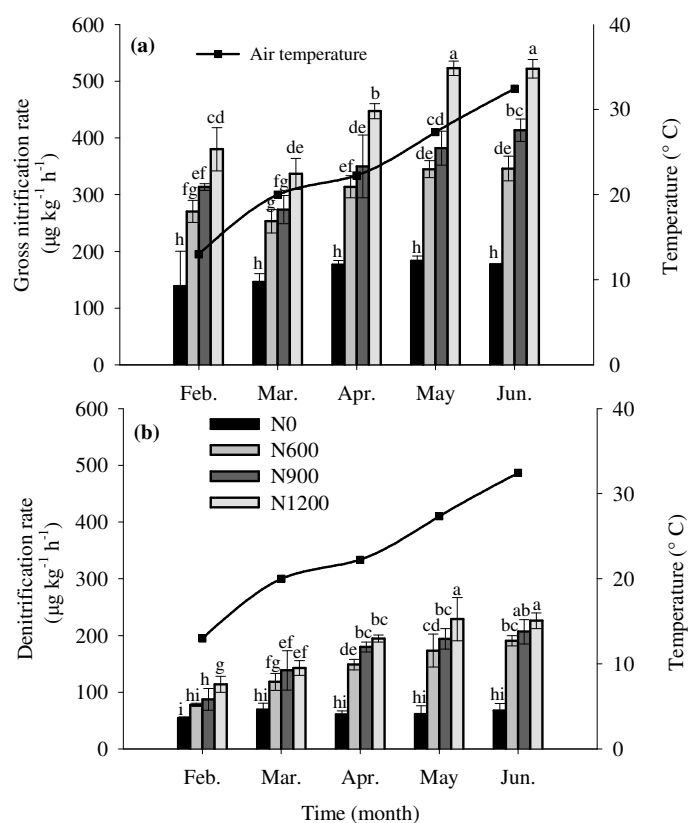 (a)
Air temperature
Gross nitrification rate
(µg kg-1 h-1)
Temperature (° C)
600
500
400
300
200
100
0
40
30
20
10
0
h fg ef cd
h g fg
h ef de b
h de cd a
h de bc a
Feb. Mar. Apr. May Jun.
(b)
N0
N600
N900
N1200
Denitrification rate
(µg kg-1 h-1)
Temperature (° C)
600
500
400
300
200
100
0
40
30
20
10
0
i hi h g
hi fg ef ef
hi de bc bc
hi cd bc a
hi bc ab a
Feb. Mar. Apr. May Jun.
Time (month)